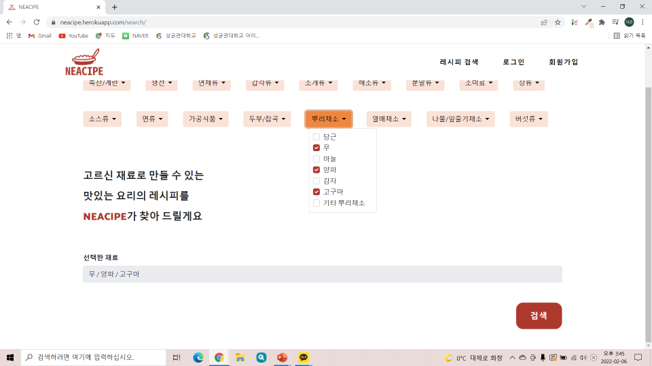 NEACIPE
neacipe.herokuapp.com/search/
앱
Gmail
YouTube
지도
NAVER
성균관대학교
성균관대학교 아이...
읽기 목록
NEACIPE
레시피 검색
로그인
회원가입
축산/계란
생선
연체류
갑각류
조개류
해조류
분말류
조미료
장류
소스류
면류
가공식품
두부/잡곡
뿌리채소
열매채소
나물/잎줄기채소
버섯류
당근
무
마늘
양파
감자
고구마
기타 뿌리채소
고르신 재료로 만들 수 있는
맛있는 요리의 레시피를
NEACIPE가 찾아 드릴게요
선택한 재료
무 / 양파 / 고구마
검색
검색하려면 여기에 입력하십시오.
0°C 대체로 화창
오후 3:45
2022-02-06